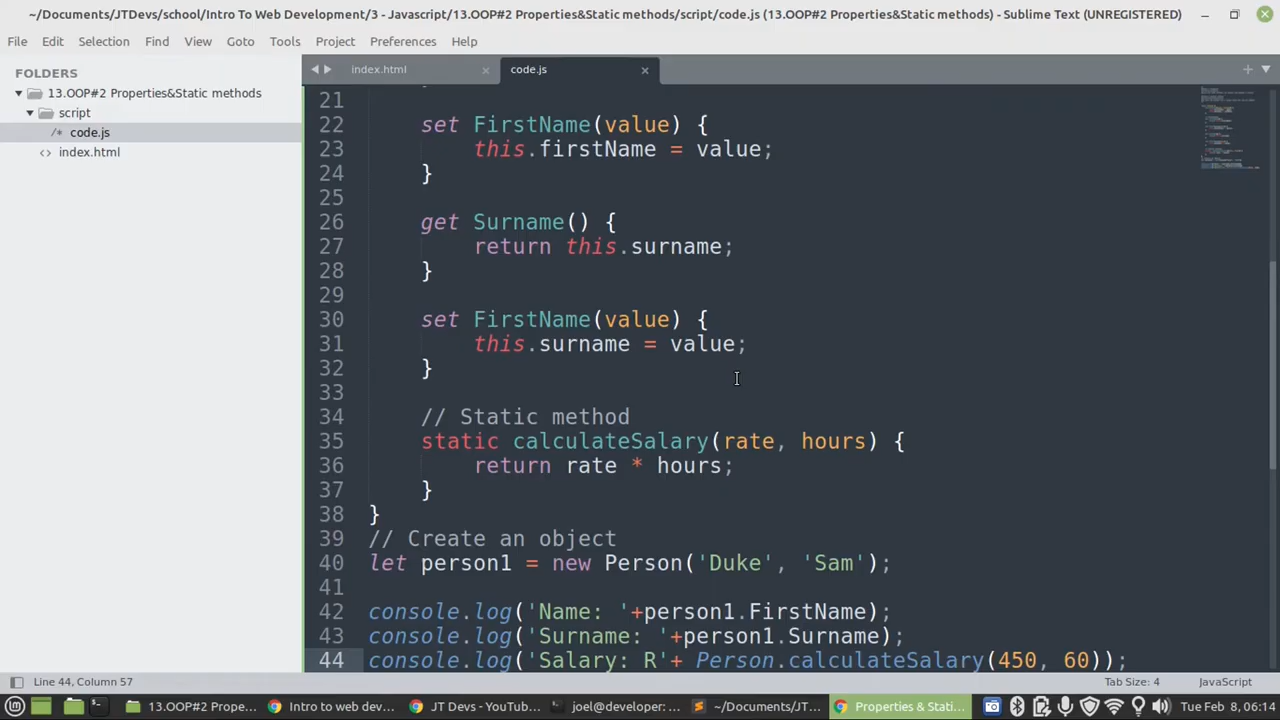 ~/Documents/JTDevs/school/Intro To Web Development/3 - Javascript/13.OOP#2 Properties&Static methods/script/code.js (13.OOP#2 Properties&Static methods) - Sublime Text (UNREGISTERED)
File Edit Selection Find View Goto Tools Project Preferences Help
FOLDERS
13.OOP#2 Properties&Static methods
script
/* code.js
<> index.html
index.html × code.js ×
21
22 set FirstName(value) {
23 this.firstName = value;
24 }
25
26 get Surname() {
27 return this.surname;
28 }
29
30 set FirstName(value) {
31 this.surname = value;
32 }
33
34 // Static method
35 static calculateSalary(rate, hours) {
36 return rate * hours;
37 }
38 }
39 // Create an object
40 let person1 = new Person('Duke', 'Sam');
41
42 console.log('Name: '+person1.FirstName);
43 console.log('Surname: '+person1.Surname);
44 console.log('Salary: R'+ Person.calculateSalary(450, 60));
Line 44, Column 57 Tab Size: 4 JavaScript
13.OOP#2 Prope... Intro to web dev... JT Devs - YouTub... joel@developer: ... ~/Documents/JT... Properties & Stati... Tue Feb 8, 06:14